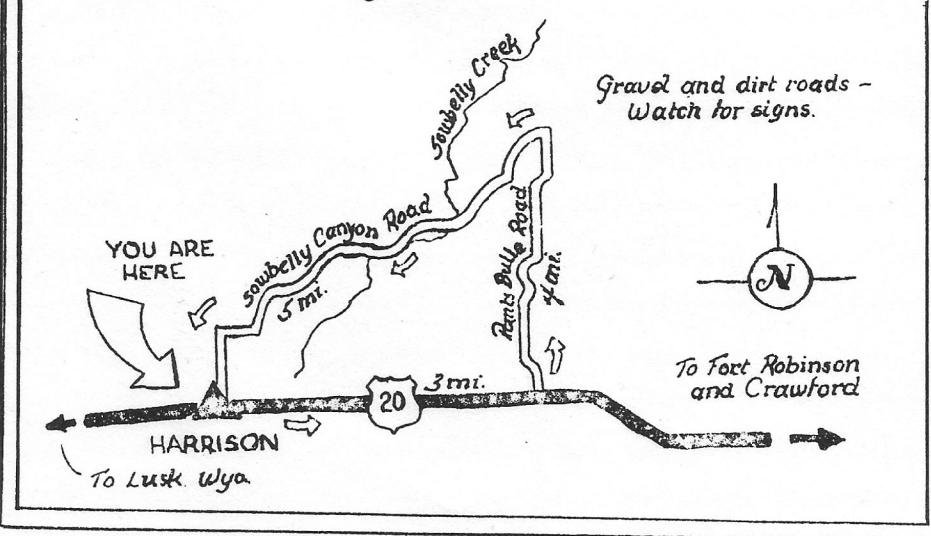 Sowbelly Creek
Gravel and dirt roads –
Watch for signs.
Sowbelly Canyon Road
5 mi.
YOU ARE
HERE
Pants Butte Road
4 mi.
N
To Fort Robinson
and Crawford
3 mi.
20
HARRISON
To Lusk. Wyo.